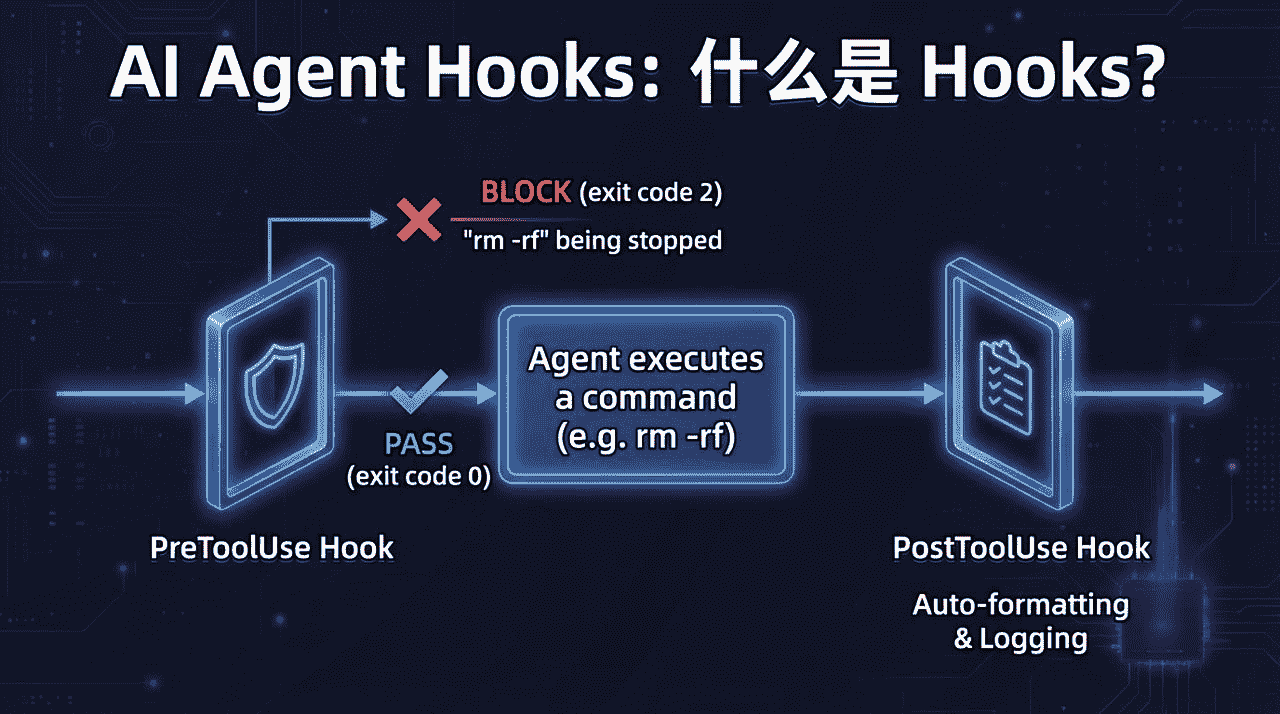 AI Agent Hooks: 什么是 Hooks?
BLOCK (exit code 2)
"rm -rf" being stopped
PASS
(exit code 0)
Agent executes
a command
(e.g. rm -rf)
PreToolUse Hook
PostToolUse Hook
Auto-formatting
& Logging